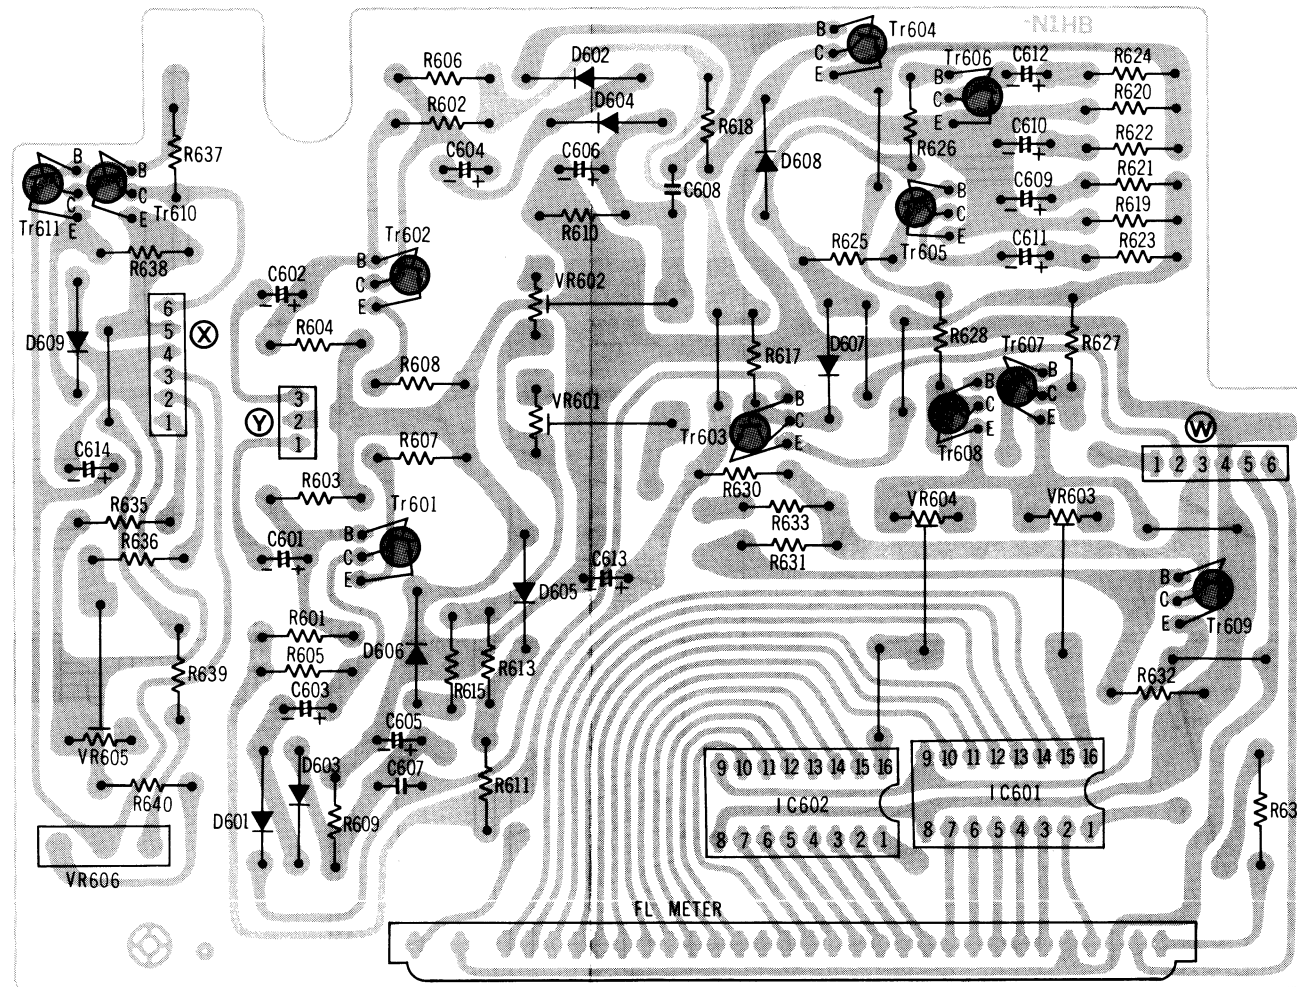 -N1HB
Tr604
B
C
E
D602
R606
Tr606
C612
R624
B
C
E
R602
D604
R620
C610
R618
R622
R637
R626
C604
C606
D608
B
B
C608
C609
R621
C
C
B
C
E
Tr610
R619
Tr611
E
E
R610
Tr605
C611
R623
Tr602
R625
R638
B
C
E
C602
VR602
6
5
4
3
2
1
X
R604
R628
Tr607
R627
D609
D607
R617
B
C
E
R608
B
C
E
B
C
E
Y
3
2
1
VR601
Tr603
W
Tr608
C614
R607
1 2 3 4 5 6
R603
R630
VR604
VR603
R635
Tr601
R633
B
C
E
R636
C601
R631
C613
D605
B
C
E
Tr609
R601
D606
R605
R613
R639
R615
R632
C603
C605
VR605
D603
C607
9 10 11 12 13 14 15 16
9 10 11 12 13 14 15 16
R611
R640
IC602
IC601
D601
R609
R63
8 7 6 5 4 3 2 1
8 7 6 5 4 3 2 1
VR606
FL METER